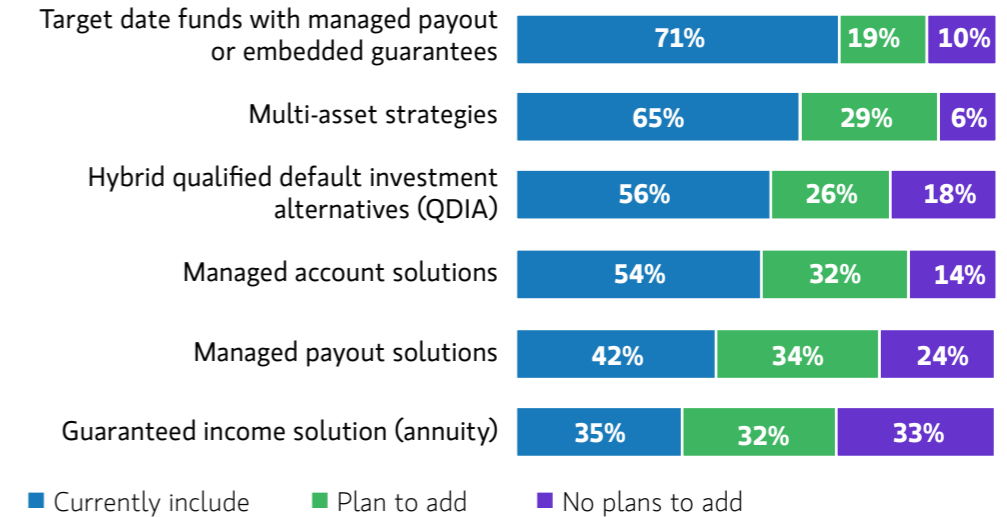 Target date funds with managed payout
or embedded guarantees
71% 19% 10%
Multi-asset strategies
65% 29% 6%
Hybrid qualified default investment
alternatives (QDIA)
56% 26% 18%
Managed account solutions
54% 32% 14%
Managed payout solutions
42% 34% 24%
Guaranteed income solution (annuity)
35% 32% 33%
Currently include Plan to add No plans to add